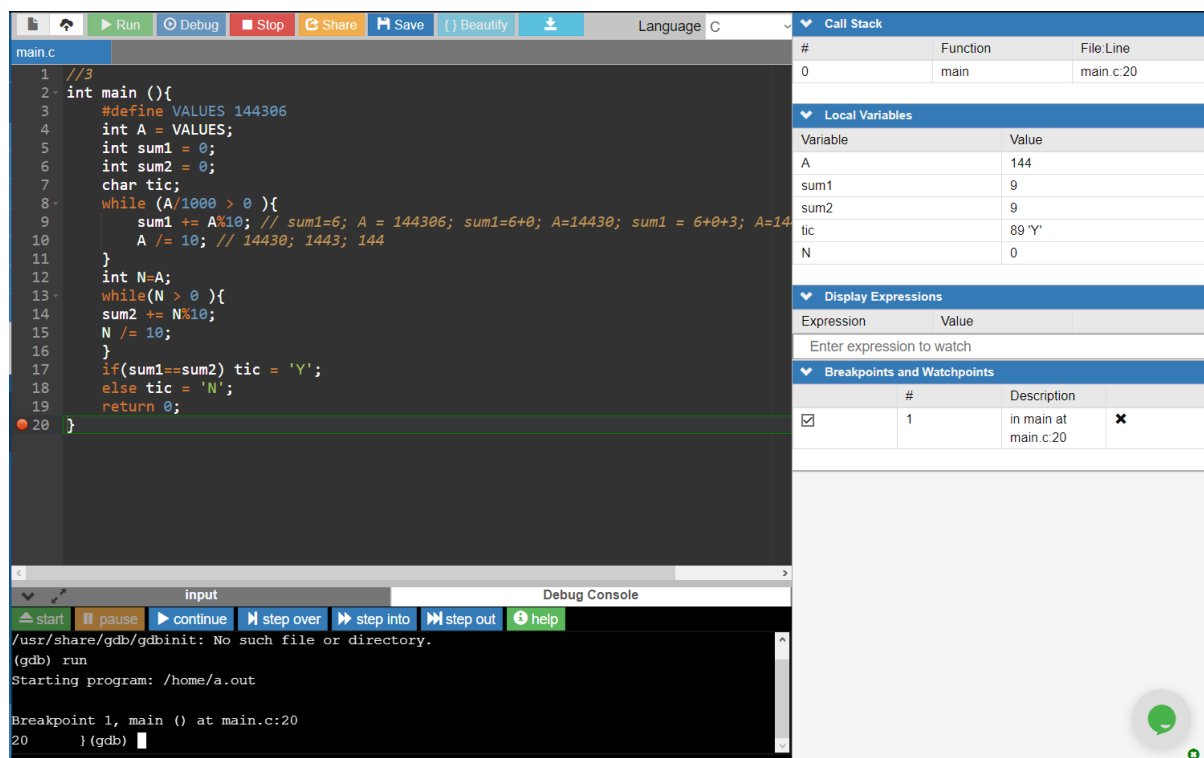 Run Debug Stop Share Save { } Beautify Language C
main.c
1 //3
2 int main (){
3 #define VALUES 144306
4 int A = VALUES;
5 int sum1 = 0;
6 int sum2 = 0;
7 char tic;
8 while (A/1000 > 0 ){
9 sum1 += A%10; // sum1=6; A = 144306; sum1=6+0; A=14430; sum1 = 6+0+3; A=14
10 A /= 10; // 14430; 1443; 144
11 }
12 int N=A;
13 while(N > 0 ){
14 sum2 += N%10;
15 N /= 10;
16 }
17 if(sum1==sum2) tic = 'Y';
18 else tic = 'N';
19 return 0;
20 }
input Debug Console
start pause continue step over step into step out help
/usr/share/gdb/gdbinit: No such file or directory.
(gdb) run
Starting program: /home/a.out
Breakpoint 1, main () at main.c:20
20 }(gdb)
Call Stack
# Function File:Line
0 main main.c:20
Local Variables
Variable Value
A 144
sum1 9
sum2 9
tic 89 'Y'
N 0
Display Expressions
Expression Value
Enter expression to watch
Breakpoints and Watchpoints
# Description
1 in main at
main.c:20